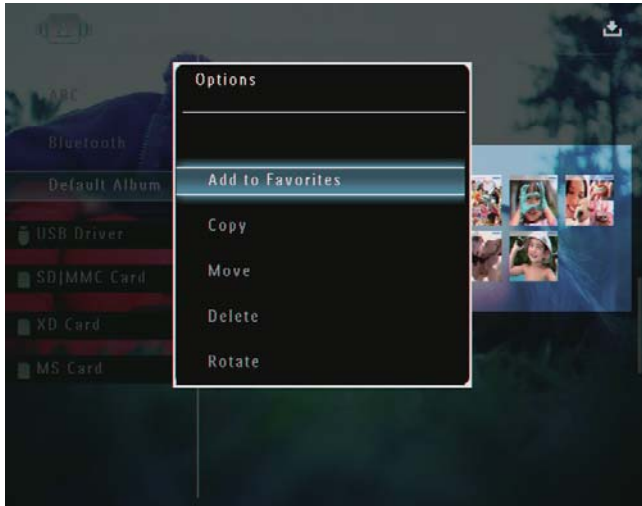 Options
Add to Favorites
Copy
Move
Delete
Rotate
ABC
Bluetooth
Default Album
USB Driver
SD|MMC Card
XD Card
MS Card